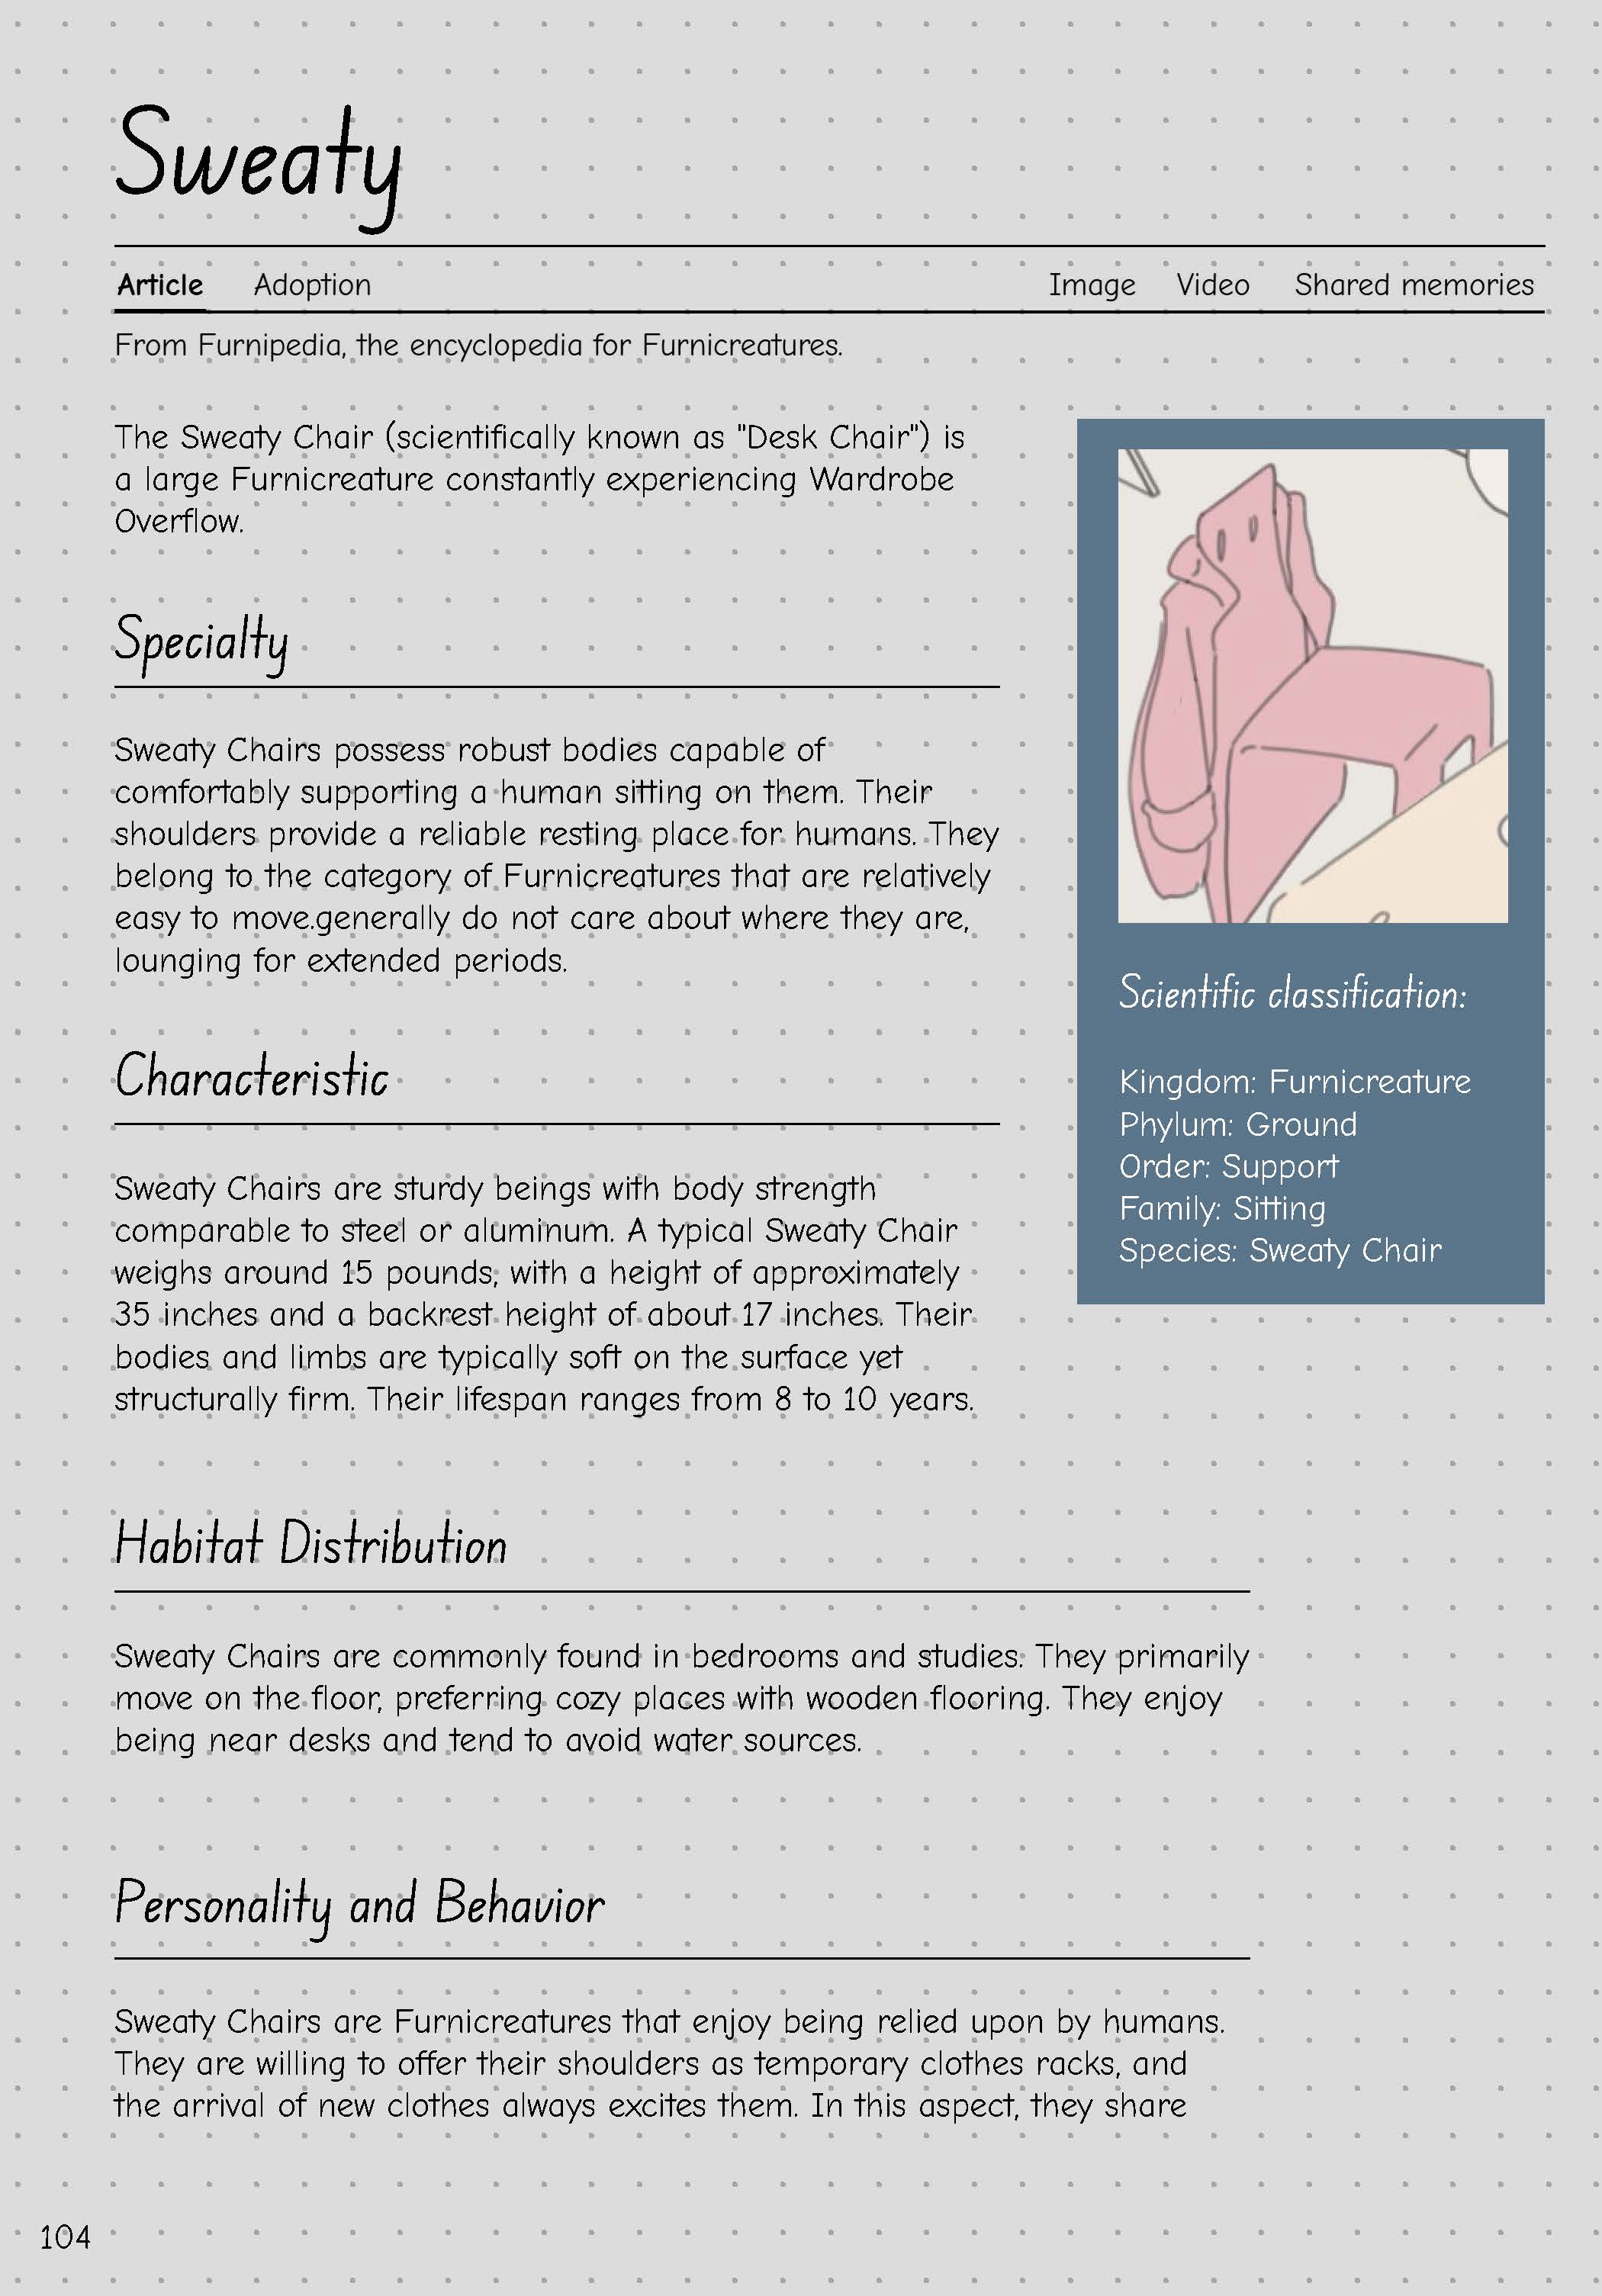 Sweaty
Article Adoption Image Video Shared memories
From Furnipedia, the encyclopedia for Furnicreatures.
The Sweaty Chair (scientifically known as "Desk Chair") is
a large Furnicreature constantly experiencing Wardrobe
Overflow.
Specialty
Sweaty Chairs possess robust bodies capable of
comfortably supporting a human sitting on them. Their
shoulders provide a reliable resting place for humans. They
belong to the category of Furnicreatures that are relatively
easy to move.generally do not care about where they are,
lounging for extended periods.
Characteristic
Sweaty Chairs are sturdy beings with body strength
comparable to steel or aluminum. A typical Sweaty Chair
weighs around 15 pounds, with a height of approximately
35 inches and a backrest height of about 17 inches. Their
bodies and limbs are typically soft on the surface yet
structurally firm. Their lifespan ranges from 8 to 10 years.
Scientific classification:
Kingdom: Furnicreature
Phylum: Ground
Order: Support
Family: Sitting
Species: Sweaty Chair
Habitat Distribution
Sweaty Chairs are commonly found in bedrooms and studies. They primarily
move on the floor, preferring cozy places with wooden flooring. They enjoy
being near desks and tend to avoid water sources.
Personality and Behavior
Sweaty Chairs are Furnicreatures that enjoy being relied upon by humans.
They are willing to offer their shoulders as temporary clothes racks, and
the arrival of new clothes always excites them. In this aspect, they share
104